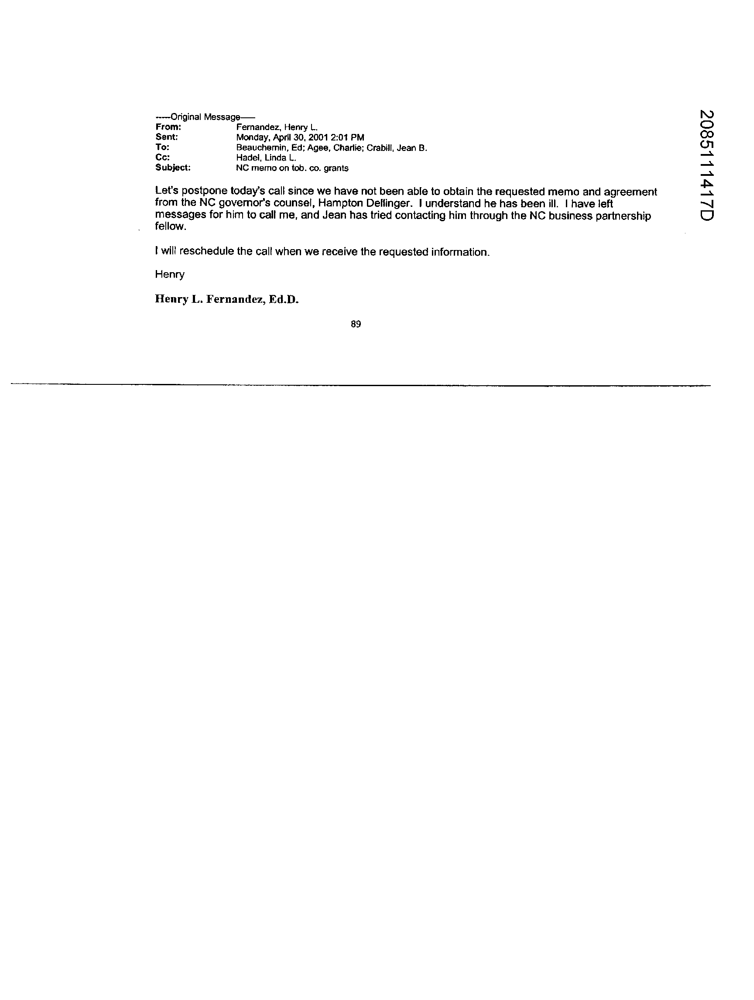 -----Original Message-----
From: Fernandez, Henry L.
Sent: Monday, April 30, 2001 2:01 PM
To: Beauchemin, Ed; Agee, Charlie; Crabill, Jean B.
Cc: Hadel, Linda L.
Subject: NC memo on tob. co. grants
Let's postpone today's call since we have not been able to obtain the requested memo and agreement
from the NC governor's counsel, Hampton Dellinger. I understand he has been ill. I have left
messages for him to call me, and Jean has tried contacting him through the NC business partnership
fellow.
I will reschedule the call when we receive the requested information.
Henry
Henry L. Fernandez, Ed.D.
89
2085111417D